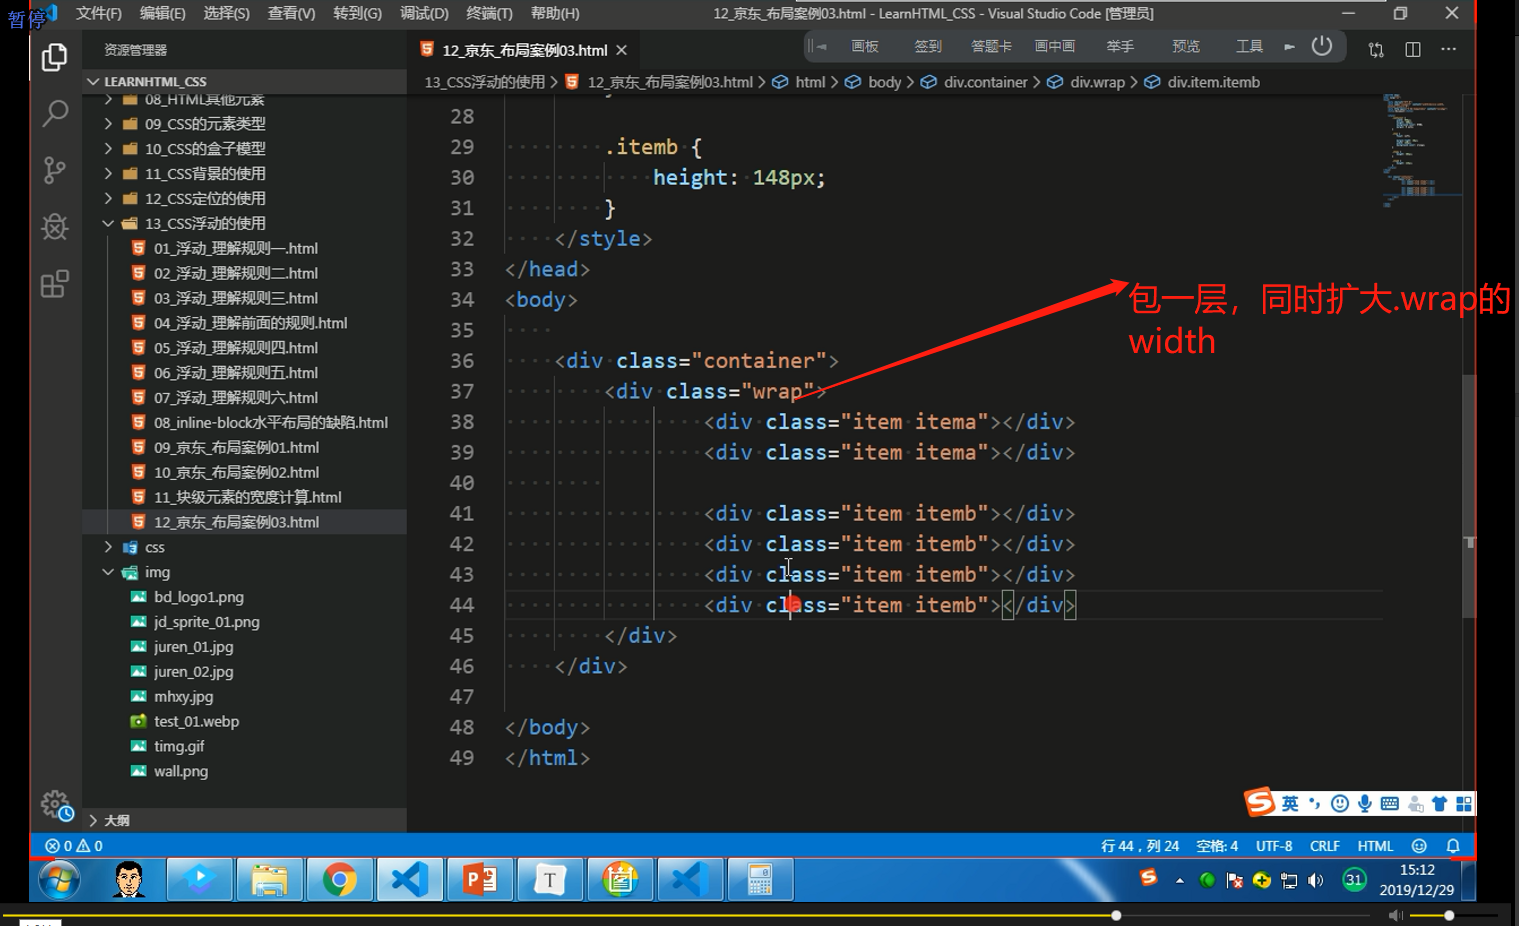 暂停
文件(F) 编辑(E) 选择(S) 查看(V) 转到(G) 调试(D) 终端(T) 帮助(H) 12_京东_布局案例03.html - LearnHTML_CSS - Visual Studio Code [管理员]
资源管理器
12_京东_布局案例03.html
画板 签到 答题卡 画中画 举手 预览 工具
LEARNHTML_CSS
13_CSS浮动的使用 > 12_京东_布局案例03.html > html > body > div.container > div.wrap > div.item.itemb
08_HTML其他元素
09_CSS的元素类型
10_CSS的盒子模型
11_CSS背景的使用
12_CSS定位的使用
13_CSS浮动的使用
01_浮动_理解规则一.html
02_浮动_理解规则二.html
03_浮动_理解规则三.html
04_浮动_理解前面的规则.html
05_浮动_理解规则四.html
06_浮动_理解规则五.html
07_浮动_理解规则六.html
08_inline-block水平布局的缺陷.html
09_京东_布局案例01.html
10_京东_布局案例02.html
11_块级元素的宽度计算.html
12_京东_布局案例03.html
css
img
bd_logo1.png
jd_sprite_01.png
juren_01.jpg
juren_02.jpg
mhxy.jpg
test_01.webp
timg.gif
wall.png
大纲
28
29 .itemb {
30 height: 148px;
31 }
32 </style>
33 </head>
34 <body>
35
36 <div class="container">
37 <div class="wrap">
38 <div class="item itema"></div>
39 <div class="item itema"></div>
40
41 <div class="item itemb"></div>
42 <div class="item itemb"></div>
43 <div class="item itemb"></div>
44 <div class="item itemb"></div>
45 </div>
46 </div>
47
48 </body>
49 </html>
包一层，同时扩大.wrap的
width
英
0 0 行 44，列 24 空格: 4 UTF-8 CRLF HTML
31
15:12
2019/12/29